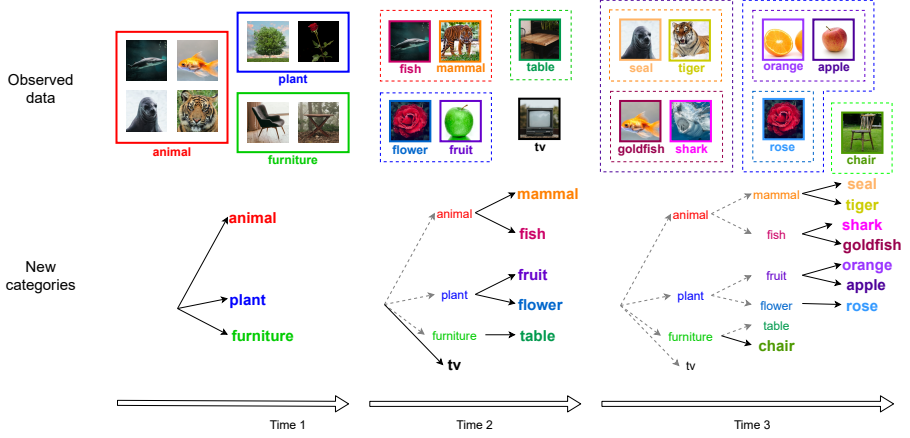 Observed
data
animal
plant
furniture
fish
mammal
table
flower
fruit
tv
seal
tiger
orange
apple
goldfish
shark
rose
chair
New
categories
animal
plant
furniture
animal
plant
furniture
mammal
fish
fruit
flower
table
tv
animal
plant
furniture
tv
mammal
fish
fruit
flower
table
chair
seal
tiger
shark
goldfish
orange
apple
rose
Time 1
Time 2
Time 3